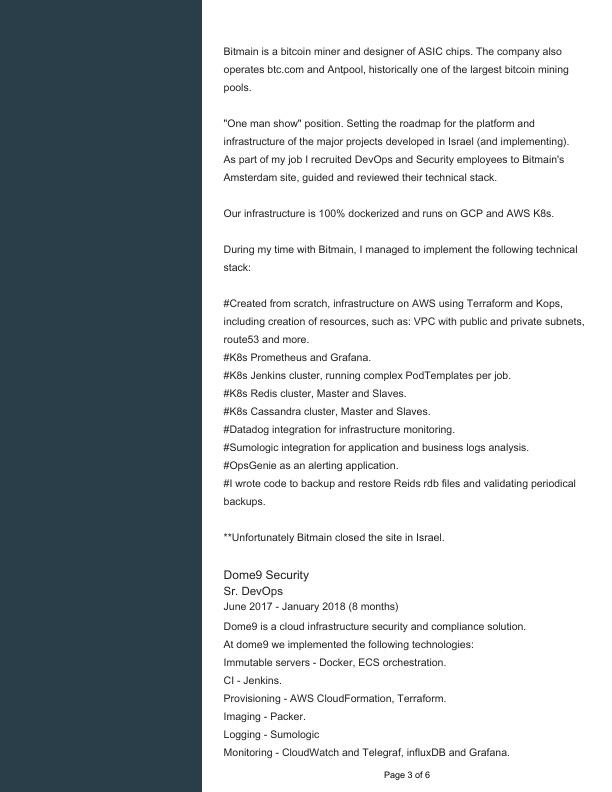 Bitmain is a bitcoin miner and designer of ASIC chips. The company also
operates btc.com and Antpool, historically one of the largest bitcoin mining
pools.
"One man show" position. Setting the roadmap for the platform and
infrastructure of the major projects developed in Israel (and implementing).
As part of my job I recruited DevOps and Security employees to Bitmain's
Amsterdam site, guided and reviewed their technical stack.
Our infrastructure is 100% dockerized and runs on GCP and AWS K8s.
During my time with Bitmain, I managed to implement the following technical
stack:
#Created from scratch, infrastructure on AWS using Terraform and Kops,
including creation of resources, such as: VPC with public and private subnets,
route53 and more.
#K8s Prometheus and Grafana.
#K8s Jenkins cluster, running complex PodTemplates per job.
#K8s Redis cluster, Master and Slaves.
#K8s Cassandra cluster, Master and Slaves.
#Datadog integration for infrastructure monitoring.
#Sumologic integration for application and business logs analysis.
#OpsGenie as an alerting application.
#I wrote code to backup and restore Reids rdb files and validating periodical
backups.
**Unfortunately Bitmain closed the site in Israel.
Dome9 Security
Sr. DevOps
June 2017 - January 2018 (8 months)
Dome9 is a cloud infrastructure security and compliance solution.
At dome9 we implemented the following technologies:
Immutable servers - Docker, ECS orchestration.
CI - Jenkins.
Provisioning - AWS CloudFormation, Terraform.
Imaging - Packer.
Logging - Sumologic
Monitoring - CloudWatch and Telegraf, influxDB and Grafana.
Page 3 of 6